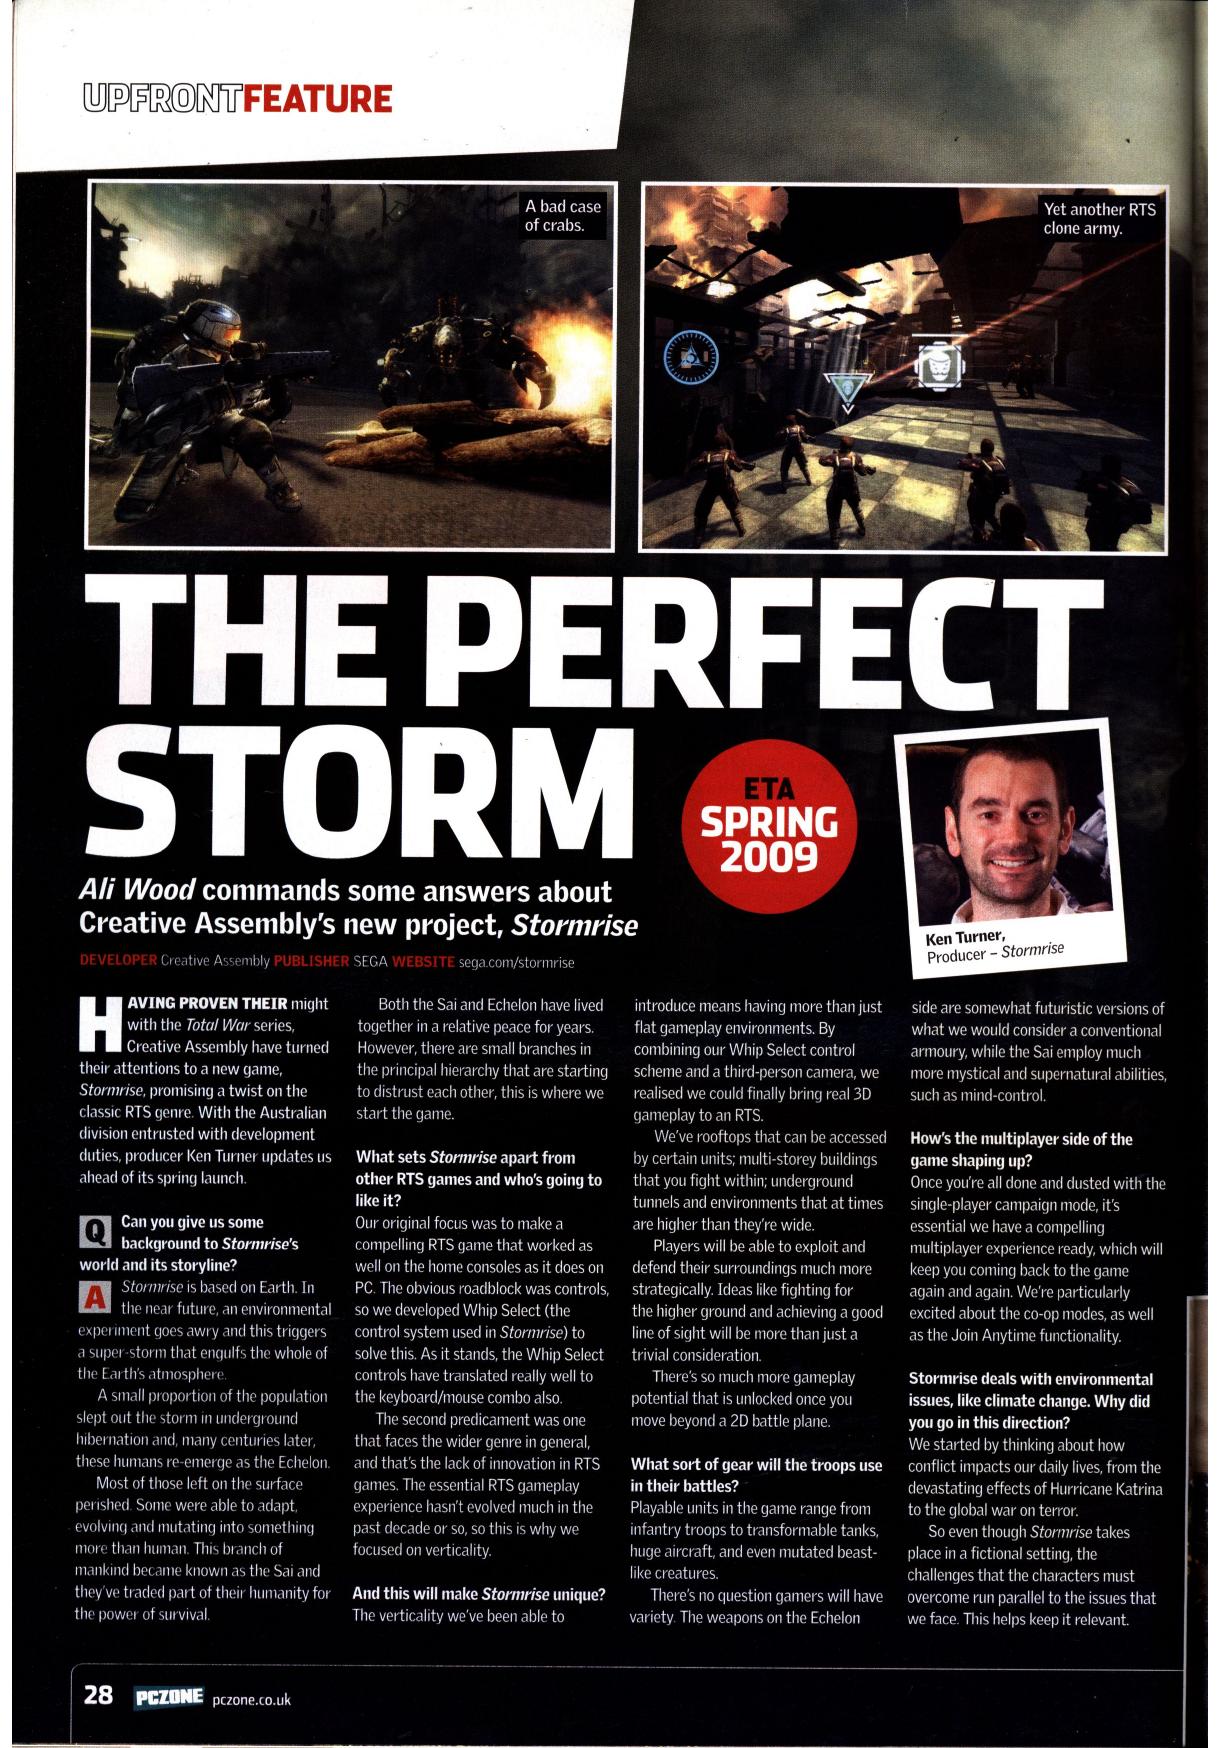 UPFRONTFEATURE
A bad case
of crabs.
Yet another RTS
clone army.
THE PERFECT
STORM
ETA
SPRING
2009
Ken Turner,
Producer – Stormrise
Ali Wood commands some answers about
Creative Assembly's new project, Stormrise
DEVELOPER Creative Assembly PUBLISHER SEGA WEBSITE sega.com/stormrise
HAVING PROVEN THEIR might
with the Total War series,
Creative Assembly have turned
their attentions to a new game,
Stormrise, promising a twist on the
classic RTS genre. With the Australian
division entrusted with development
duties, producer Ken Turner updates us
ahead of its spring launch.
Q Can you give us some
background to Stormrise's
world and its storyline?
A Stormrise is based on Earth. In
the near future, an environmental
experiment goes awry and this triggers
a super-storm that engulfs the whole of
the Earth's atmosphere.
A small proportion of the population
slept out the storm in underground
hibernation and, many centuries later,
these humans re-emerge as the Echelon.
Most of those left on the surface
perished. Some were able to adapt,
evolving and mutating into something
more than human. This branch of
mankind became known as the Sai and
they've traded part of their humanity for
the power of survival.
Both the Sai and Echelon have lived
together in a relative peace for years.
However, there are small branches in
the principal hierarchy that are starting
to distrust each other, this is where we
start the game.
What sets Stormrise apart from
other RTS games and who's going to
like it?
Our original focus was to make a
compelling RTS game that worked as
well on the home consoles as it does on
PC. The obvious roadblock was controls,
so we developed Whip Select (the
control system used in Stormrise) to
solve this. As it stands, the Whip Select
controls have translated really well to
the keyboard/mouse combo also.
The second predicament was one
that faces the wider genre in general,
and that's the lack of innovation in RTS
games. The essential RTS gameplay
experience hasn't evolved much in the
past decade or so, so this is why we
focused on verticality.
And this will make Stormrise unique?
The verticality we've been able to
introduce means having more than just
flat gameplay environments. By
combining our Whip Select control
scheme and a third-person camera, we
realised we could finally bring real 3D
gameplay to an RTS.
We've rooftops that can be accessed
by certain units; multi-storey buildings
that you fight within; underground
tunnels and environments that at times
are higher than they're wide.
Players will be able to exploit and
defend their surroundings much more
strategically. Ideas like fighting for
the higher ground and achieving a good
line of sight will be more than just a
trivial consideration.
There's so much more gameplay
potential that is unlocked once you
move beyond a 2D battle plane.
What sort of gear will the troops use
in their battles?
Playable units in the game range from
infantry troops to transformable tanks,
huge aircraft, and even mutated beast-
like creatures.
There's no question gamers will have
variety. The weapons on the Echelon
side are somewhat futuristic versions of
what we would consider a conventional
armoury, while the Sai employ much
more mystical and supernatural abilities,
such as mind-control.
How's the multiplayer side of the
game shaping up?
Once you're all done and dusted with the
single-player campaign mode, it's
essential we have a compelling
multiplayer experience ready, which will
keep you coming back to the game
again and again. We're particularly
excited about the co-op modes, as well
as the Join Anytime functionality.
Stormrise deals with environmental
issues, like climate change. Why did
you go in this direction?
We started by thinking about how
conflict impacts our daily lives, from the
devastating effects of Hurricane Katrina
to the global war on terror.
So even though Stormrise takes
place in a fictional setting, the
challenges that the characters must
overcome run parallel to the issues that
we face. This helps keep it relevant.
28 PCZONE pczone.co.uk